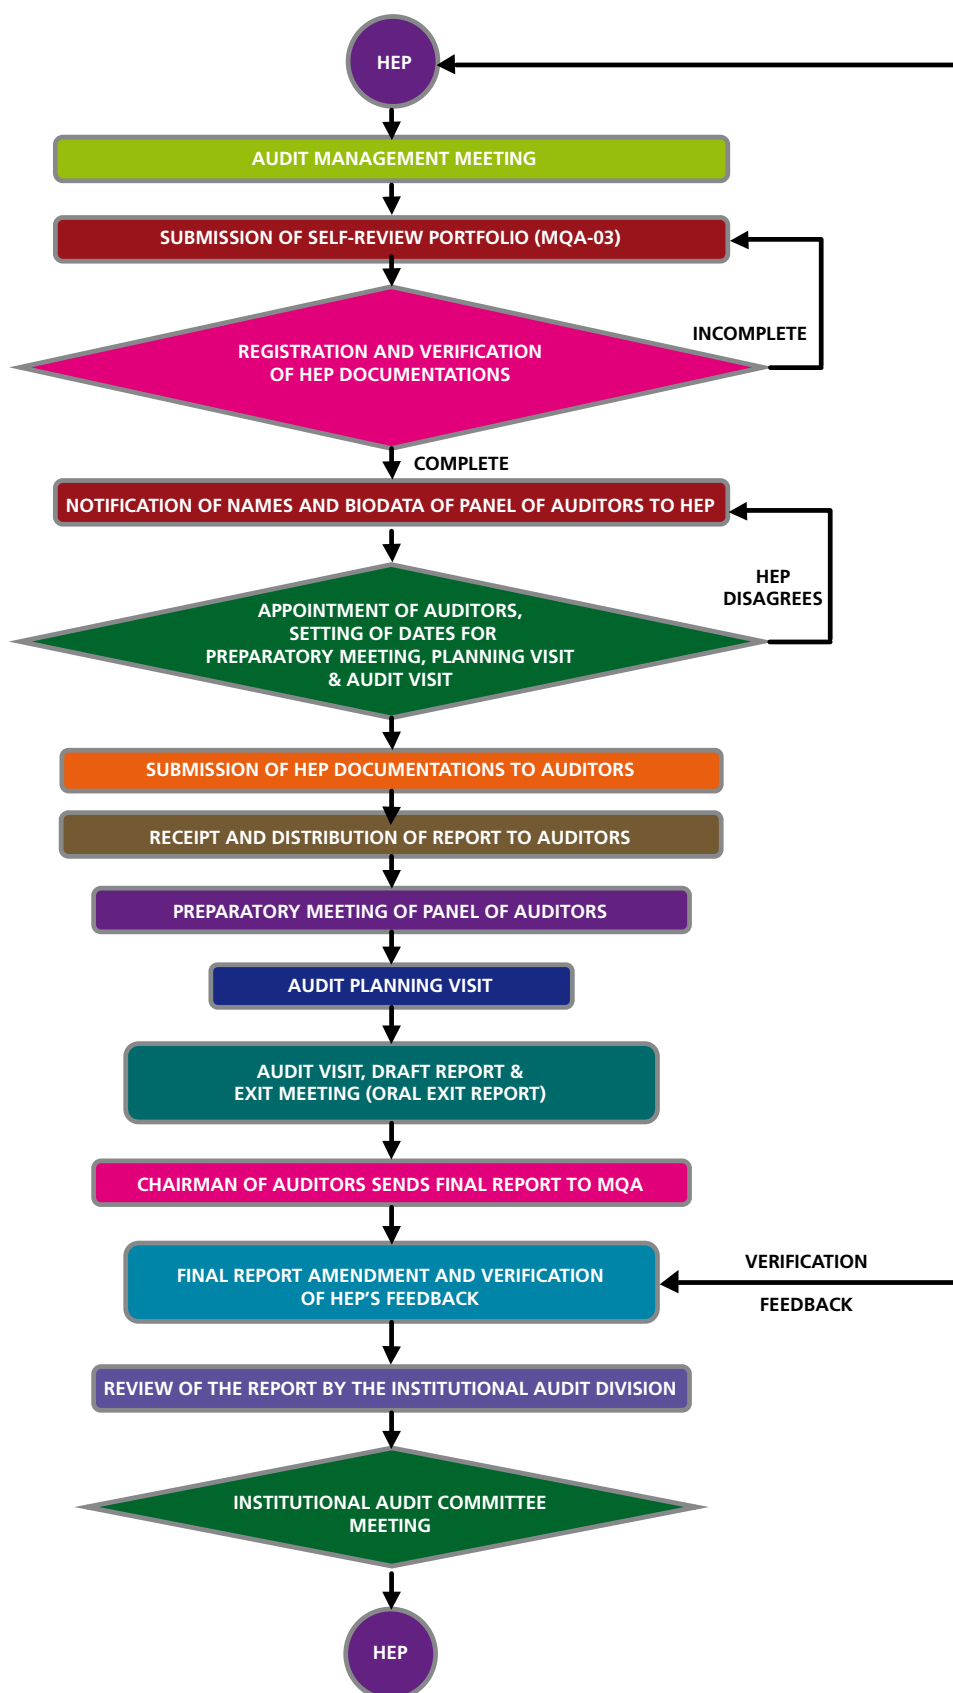 HEP
AUDIT MANAGEMENT MEETING
SUBMISSION OF SELF-REVIEW PORTFOLIO (MQA-03)
INCOMPLETE
REGISTRATION AND VERIFICATION
OF HEP DOCUMENTATIONS
COMPLETE
NOTIFICATION OF NAMES AND BIODATA OF PANEL OF AUDITORS TO HEP
HEP
DISAGREES
APPOINTMENT OF AUDITORS,
SETTING OF DATES FOR
PREPARATORY MEETING, PLANNING VISIT
& AUDIT VISIT
SUBMISSION OF HEP DOCUMENTATIONS TO AUDITORS
RECEIPT AND DISTRIBUTION OF REPORT TO AUDITORS
PREPARATORY MEETING OF PANEL OF AUDITORS
AUDIT PLANNING VISIT
AUDIT VISIT, DRAFT REPORT &
EXIT MEETING (ORAL EXIT REPORT)
CHAIRMAN OF AUDITORS SENDS FINAL REPORT TO MQA
FINAL REPORT AMENDMENT AND VERIFICATION
OF HEP'S FEEDBACK
VERIFICATION
FEEDBACK
REVIEW OF THE REPORT BY THE INSTITUTIONAL AUDIT DIVISION
INSTITUTIONAL AUDIT COMMITTEE
MEETING
HEP